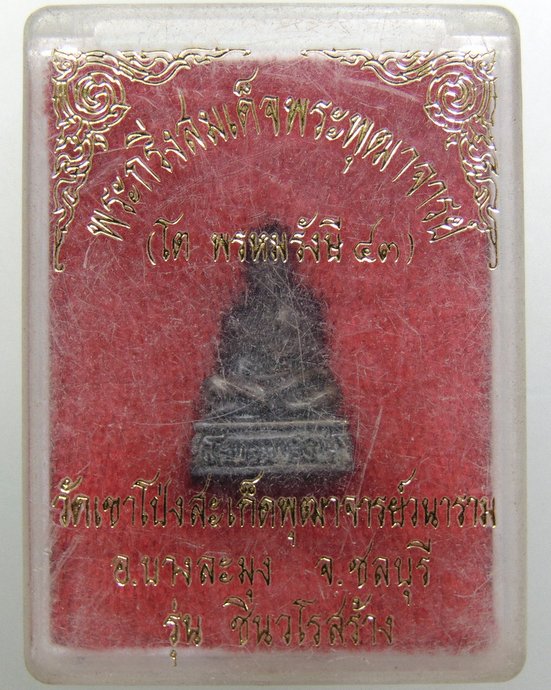 พระกริ่งสมเด็จพระพุฒาจารย์
(โต พรหมรังษี ๔๓)
วัดเขาโป่งสะเก็ดพุฒาจารย์วนาราม
อ.บางละมุง จ.ชลบุรี
รุ่น ชินวโรสร้าง